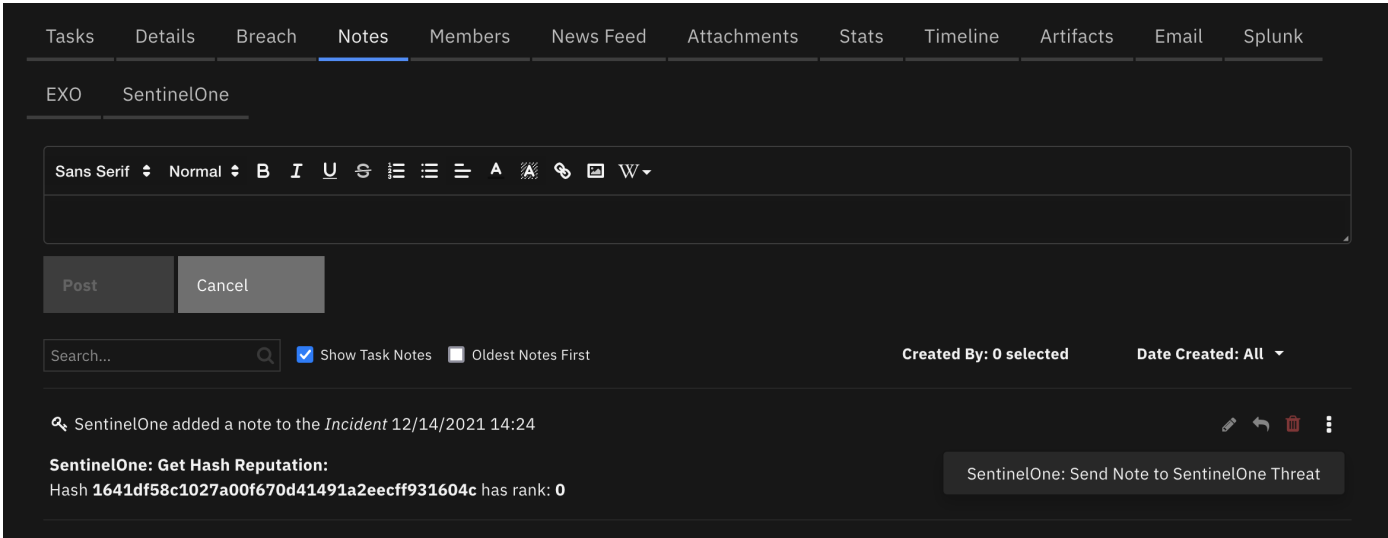 Tasks Details Breach Notes Members News Feed Attachments Stats Timeline Artifacts Email Splunk
EXO SentinelOne
Sans Serif Normal B I U S A A W
Post Cancel
Search... Show Task Notes Oldest Notes First Created By: 0 selected Date Created: All
SentinelOne added a note to the Incident 12/14/2021 14:24
SentinelOne: Get Hash Reputation:
Hash 1641df58c1027a00f670d41491a2eecff931604c has rank: 0
SentinelOne: Send Note to SentinelOne Threat